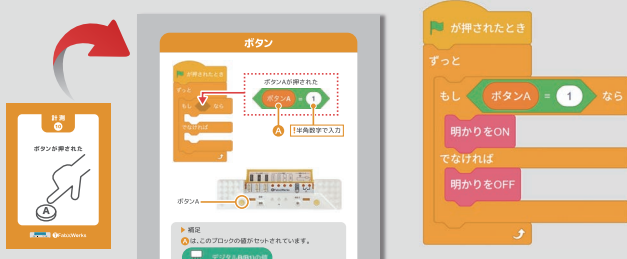 計測
ボタンが押された
A
FaboWorks
ボタン
が押されたとき
ずっと
もし
なら
でなければ
ボタンAが押された
ボタンA = 1
A
!半角数字で入力
ボタンA
▶ 補足
Aは、このブロックの値がセットされています。
が押されたとき
ずっと
もし ボタンA = 1 なら
明かりをON
でなければ
明かりをOFF